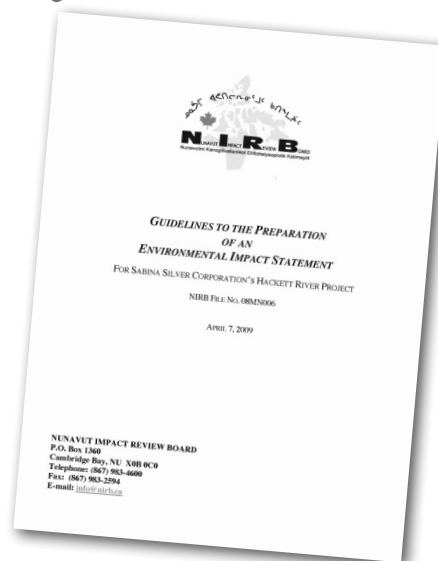 NUNAVUT IMPACT REVIEW BOARD
GUIDELINES TO THE PREPARATION
OF AN
ENVIRONMENTAL IMPACT STATEMENT
FOR SABINA SILVER CORPORATION'S HACKETT RIVER PROJECT
NIRB FILE NO. 08MN006
APRIL 7, 2009
NUNAVUT IMPACT REVIEW BOARD
P.O. Box 1360
Cambridge Bay, NU X0B 0C0
Telephone: (867) 983-4600
Fax: (867) 983-2594
E-mail: info@nirb.ca